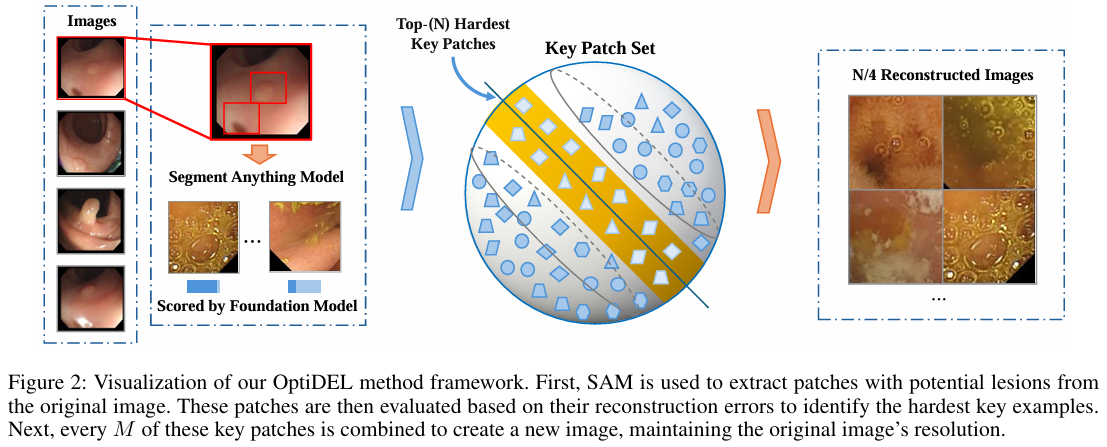 Images
Top-(N) Hardest
Key Patches
Key Patch Set
N/4 Reconstructed Images
Segment Anything Model
...
Scored by Foundation Model
...
Figure 2: Visualization of our OptiDEL method framework. First, SAM is used to extract patches with potential lesions from
the original image. These patches are then evaluated based on their reconstruction errors to identify the hardest key examples.
Next, every M of these key patches is combined to create a new image, maintaining the original image's resolution.